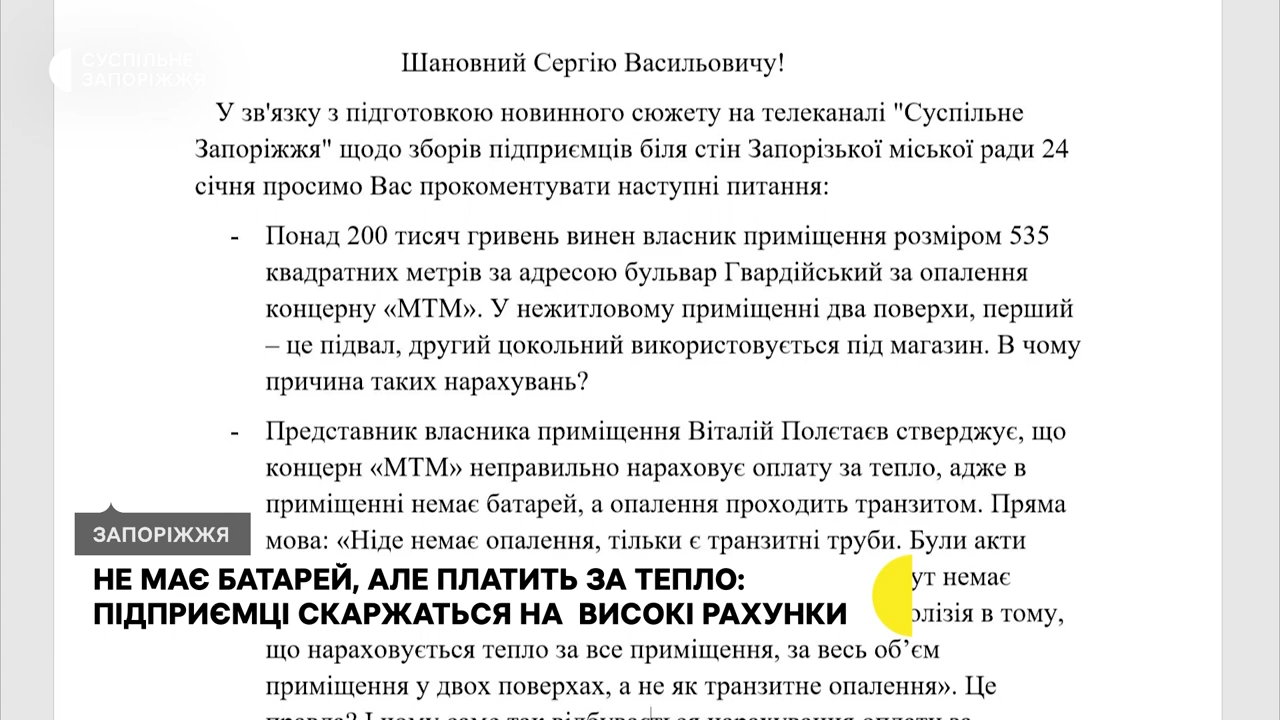 СУСПІЛЬНЕ
ЗАПОРІЖЖЯ
Шановний Сергію Васильовичу!
У зв'язку з підготовкою новинного сюжету на телеканалі "Суспільне
Запоріжжя" щодо зборів підприємців біля стін Запорізької міської ради 24
січня просимо Вас прокоментувати наступні питання:
- Понад 200 тисяч гривень винен власник приміщення розміром 535
квадратних метрів за адресою бульвар Гвардійський за опалення
концерну «МТМ». У нежитловому приміщенні два поверхи, перший
– це підвал, другий цокольний використовується під магазин. В чому
причина таких нарахувань?
- Представник власника приміщення Віталій Полєтаєв стверджує, що
концерн «МТМ» неправильно нараховує оплату за тепло, адже в
приміщенні немає батарей, а опалення проходить транзитом. Пряма
мова: «Ніде немає опалення, тільки є транзитні труби. Були акти
немає
в тому,
що нараховується тепло за все приміщення, за весь об’єм
приміщення у двох поверхах, а не як транзитне опалення». Це
ЗАПОРІЖЖЯ
НЕ МАЄ БАТАРЕЙ, АЛЕ ПЛАТИТЬ ЗА ТЕПЛО:
ПІДПРИЄМЦІ СКАРЖАТЬСЯ НА ВИСОКІ РАХУНКИ